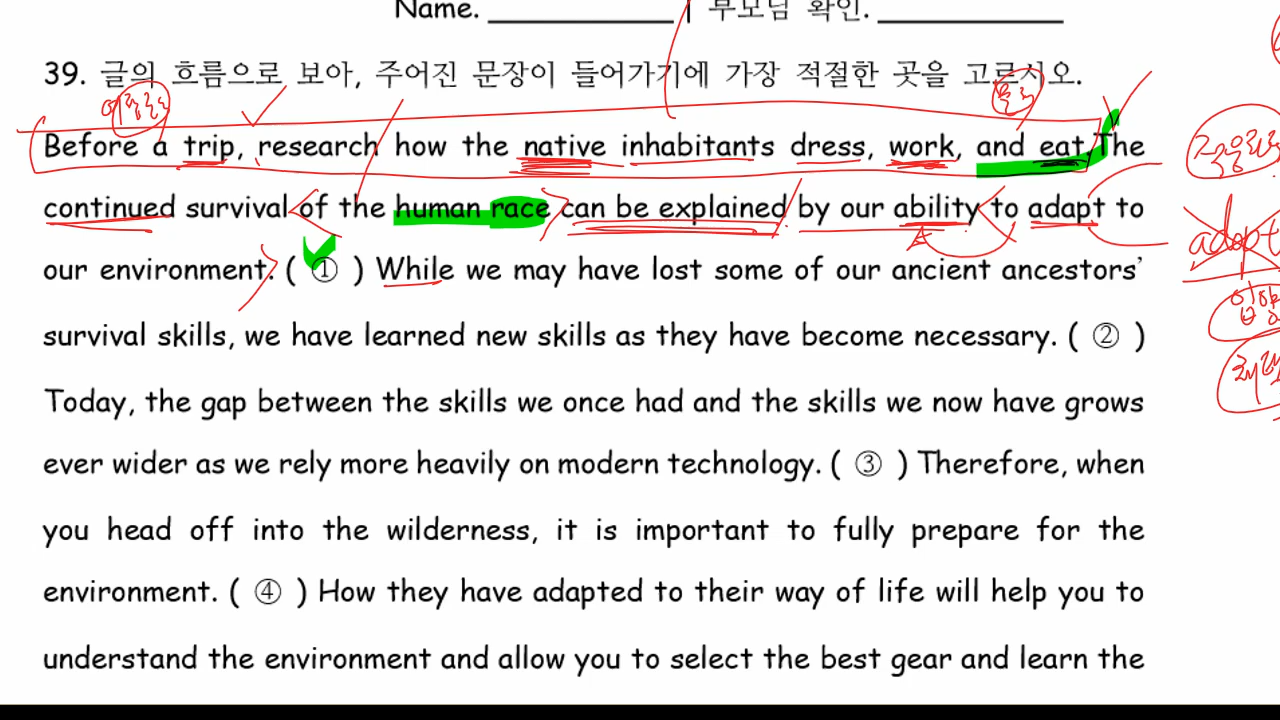 Name. ____________ | 부모님 확인. ____________
39. 글의 흐름으로 보아, 주어진 문장이 들어가기에 가장 적절한 곳을 고르시오.
Before a trip, research how the native inhabitants dress, work, and eat. The
continued survival of the human race can be explained by our ability to adapt to
adapt
our environment. ( ① ) While we may have lost some of our ancient ancestors’
survival skills, we have learned new skills as they have become necessary. ( ② )
Today, the gap between the skills we once had and the skills we now have grows
ever wider as we rely more heavily on modern technology. ( ③ ) Therefore, when
you head off into the wilderness, it is important to fully prepare for the
environment. ( ④ ) How they have adapted to their way of life will help you to
understand the environment and allow you to select the best gear and learn the